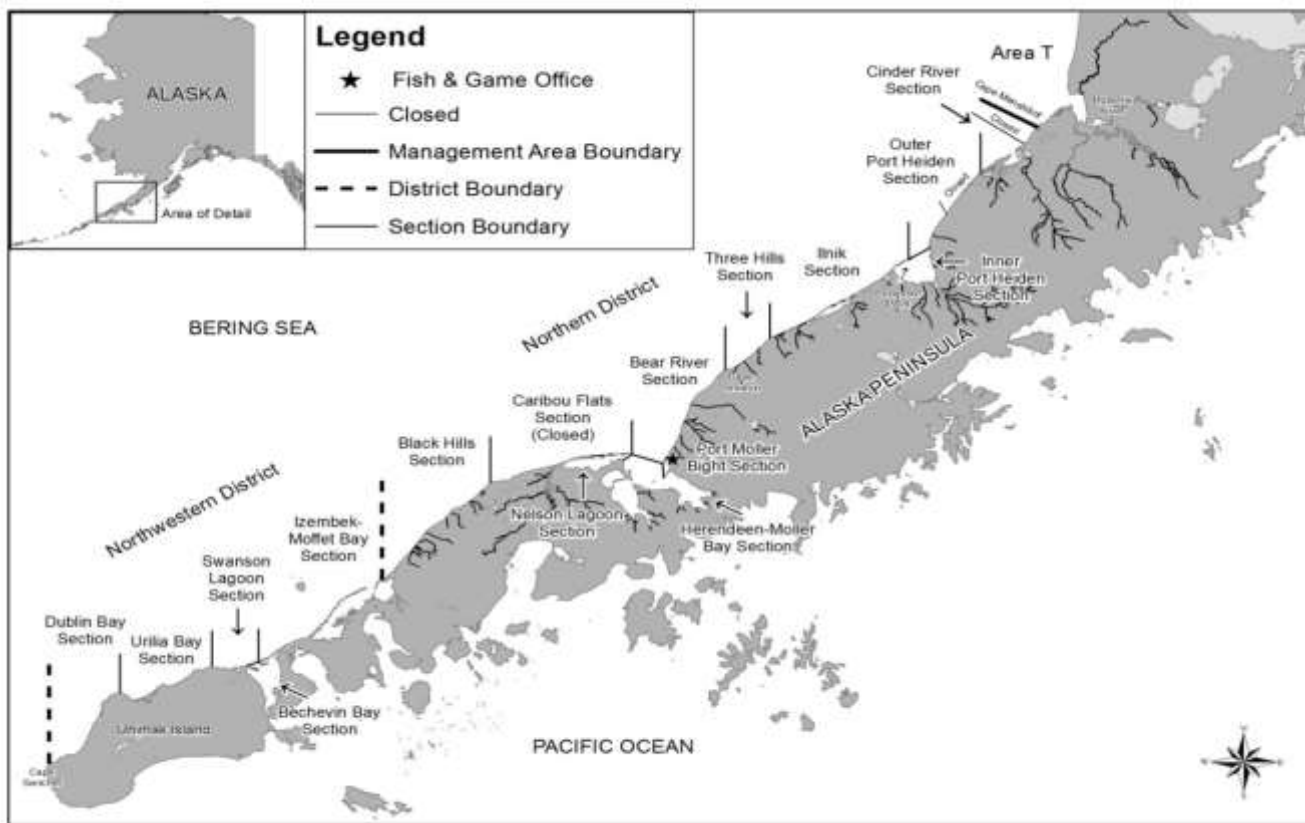 ALASKA
Area of Detail
Legend
Fish & Game Office
Closed
Management Area Boundary
District Boundary
Section Boundary
Area T
Cinder River
Section
Closed
Outer
Port Heiden
Section
Closed
Inner
Port Heiden
Section
Ilnik
Section
Three Hills
Section
Northern District
BERING SEA
Bear River
Section
ALASKA PENINSULA
Caribou Flats
Section
(Closed)
Port Moller
Bight Section
Black Hills
Section
Nelson Lagoon
Section
Herendeen-Moller
Bay Section
Northwestern District
Izembek-
Moffet Bay
Section
Swanson
Lagoon
Section
Dublin Bay
Section
Urilia Bay
Section
Bechevin Bay
Section
Unimak Island
PACIFIC OCEAN
Cape